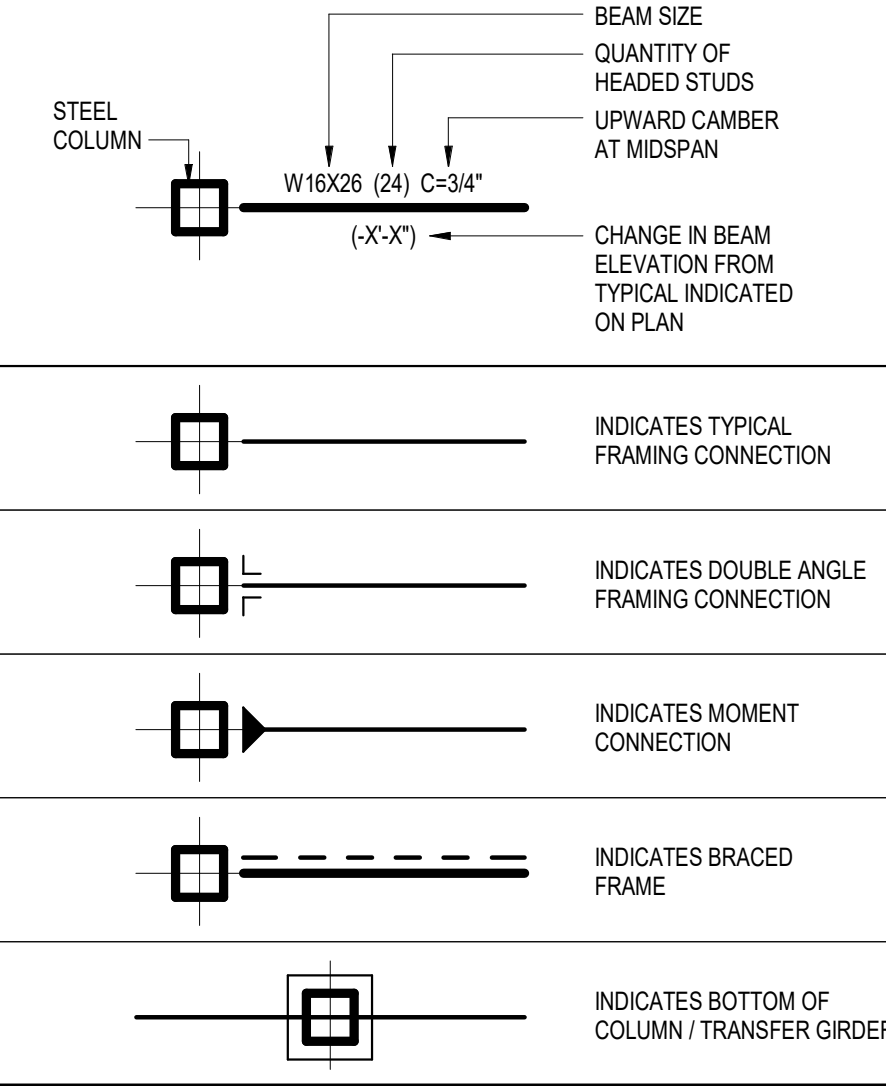 BEAM SIZE
QUANTITY OF
HEADED STUDS
STEEL
COLUMN
UPWARD CAMBER
AT MIDSPAN
W16X26 (24) C=3/4"
(-X'-X")
CHANGE IN BEAM
ELEVATION FROM
TYPICAL INDICATED
ON PLAN
INDICATES TYPICAL
FRAMING CONNECTION
INDICATES DOUBLE ANGLE
FRAMING CONNECTION
INDICATES MOMENT
CONNECTION
INDICATES BRACED
FRAME
INDICATES BOTTOM OF
COLUMN / TRANSFER GIRDER